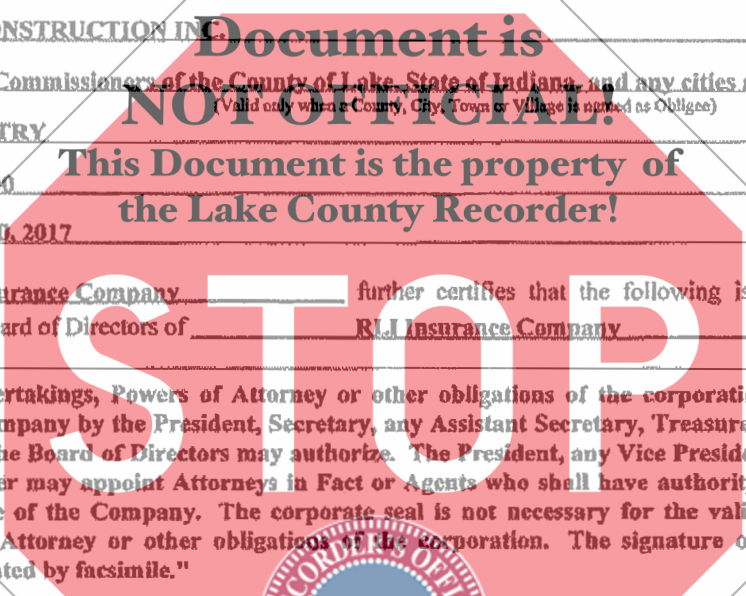 ONSTRUCTION INC.
Document is
Commissioners of the County of Lake, State of Indiana, and any cities
NOT OFFICIAL!
(Valid only when a County, City, Town or Village is named as Obligee)
TRY
This Document is the property of
0
the Lake County Recorder!
0, 2017
STOP
urance Company further certifies that the following is
ard of Directors of RLI Insurance Company
ertakings, Powers of Attorney or other obligations of the corporati
mpany by the President, Secretary, any Assistant Secretary, Treasure
he Board of Directors may authorize. The President, any Vice Preside
er may appoint Attorneys in Fact or Agents who shall have authorit
e of the Company. The corporate seal is not necessary for the vali
Attorney or other obligations of the corporation. The signature o
ated by facsimile."
CORDER'S OFFI